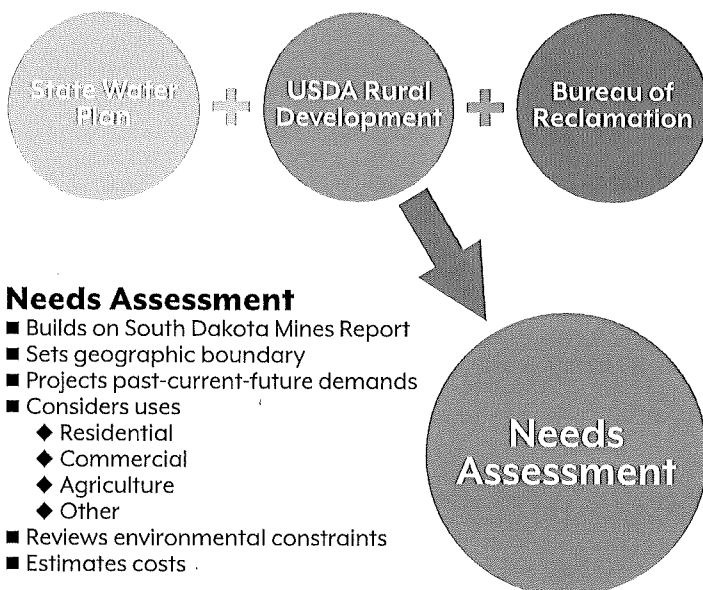 State Water
Plan
+
USDA Rural
Development
+
Bureau of
Reclamation
Needs Assessment
■ Builds on South Dakota Mines Report
■ Sets geographic boundary
■ Projects past-current-future demands
■ Considers uses
◆ Residential
◆ Commercial
◆ Agriculture
◆ Other
■ Reviews environmental constraints
■ Estimates costs
Needs
Assessment